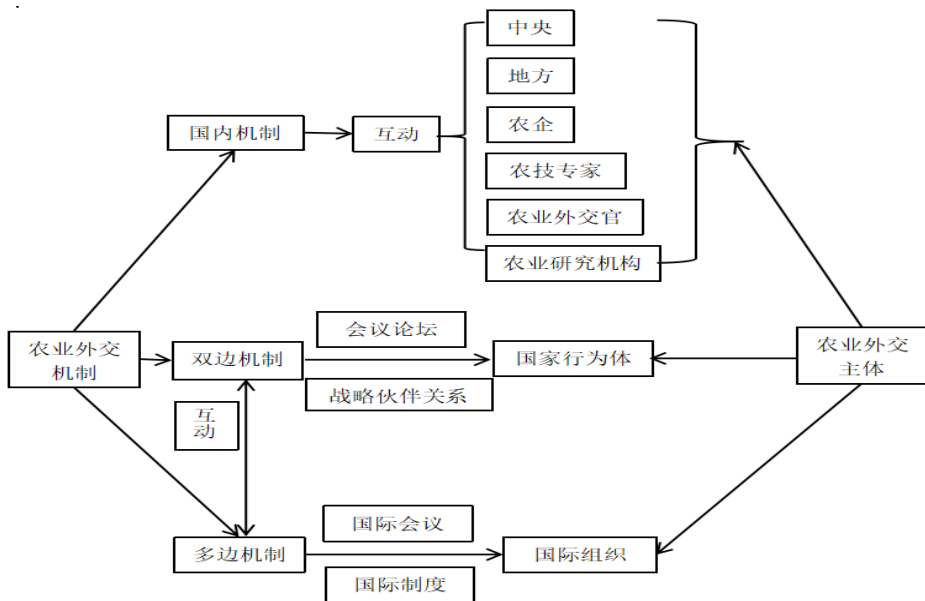 中央
地方
国内机制
互动
农企
农技专家
农业外交官
农业研究机构
会议论坛
农业外交
机制
双边机制
国家行为体
农业外交
主体
战略伙伴关系
互
动
国际会议
多边机制
国际组织
国际制度